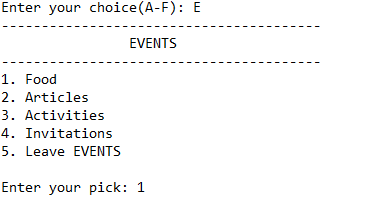 Enter your choice(A-F): E
----------------------------------------
EVENTS
----------------------------------------
1. Food
2. Articles
3. Activities
4. Invitations
5. Leave EVENTS
Enter your pick: 1